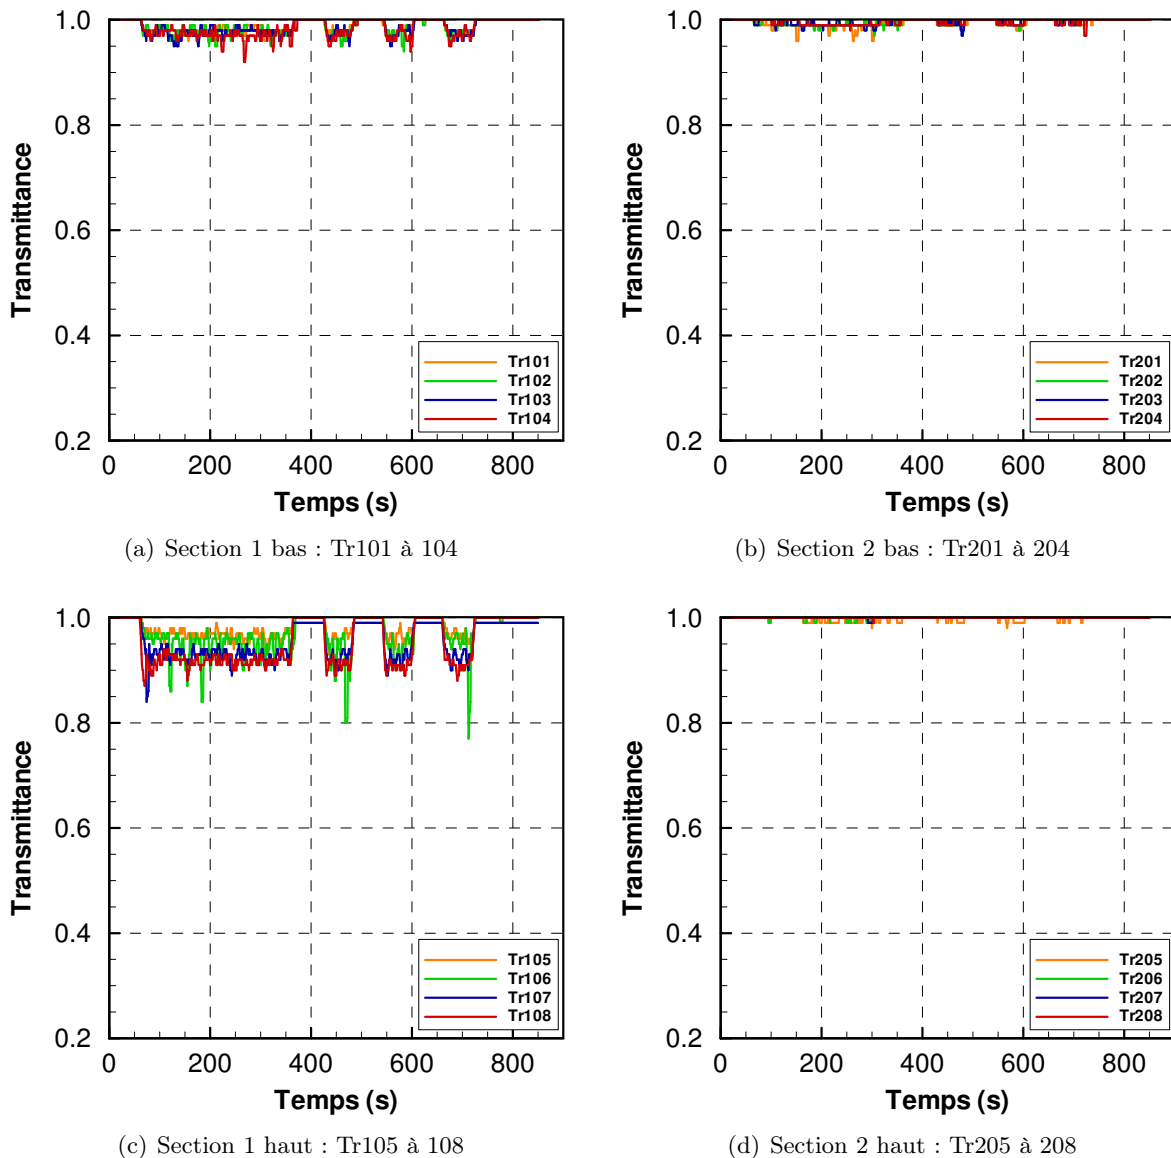 1.0
0.8
0.6
0.4
0.2
Transmittance
Tr101
Tr102
Tr103
Tr104
0 200 400 600 800
Temps (s)
(a) Section 1 bas : Tr101 à 104
1.0
0.8
0.6
0.4
0.2
Transmittance
Tr201
Tr202
Tr203
Tr204
0 200 400 600 800
Temps (s)
(b) Section 2 bas : Tr201 à 204
1.0
0.8
0.6
0.4
0.2
Transmittance
Tr105
Tr106
Tr107
Tr108
0 200 400 600 800
Temps (s)
(c) Section 1 haut : Tr105 à 108
1.0
0.8
0.6
0.4
0.2
Transmittance
Tr205
Tr206
Tr207
Tr208
0 200 400 600 800
Temps (s)
(d) Section 2 haut : Tr205 à 208